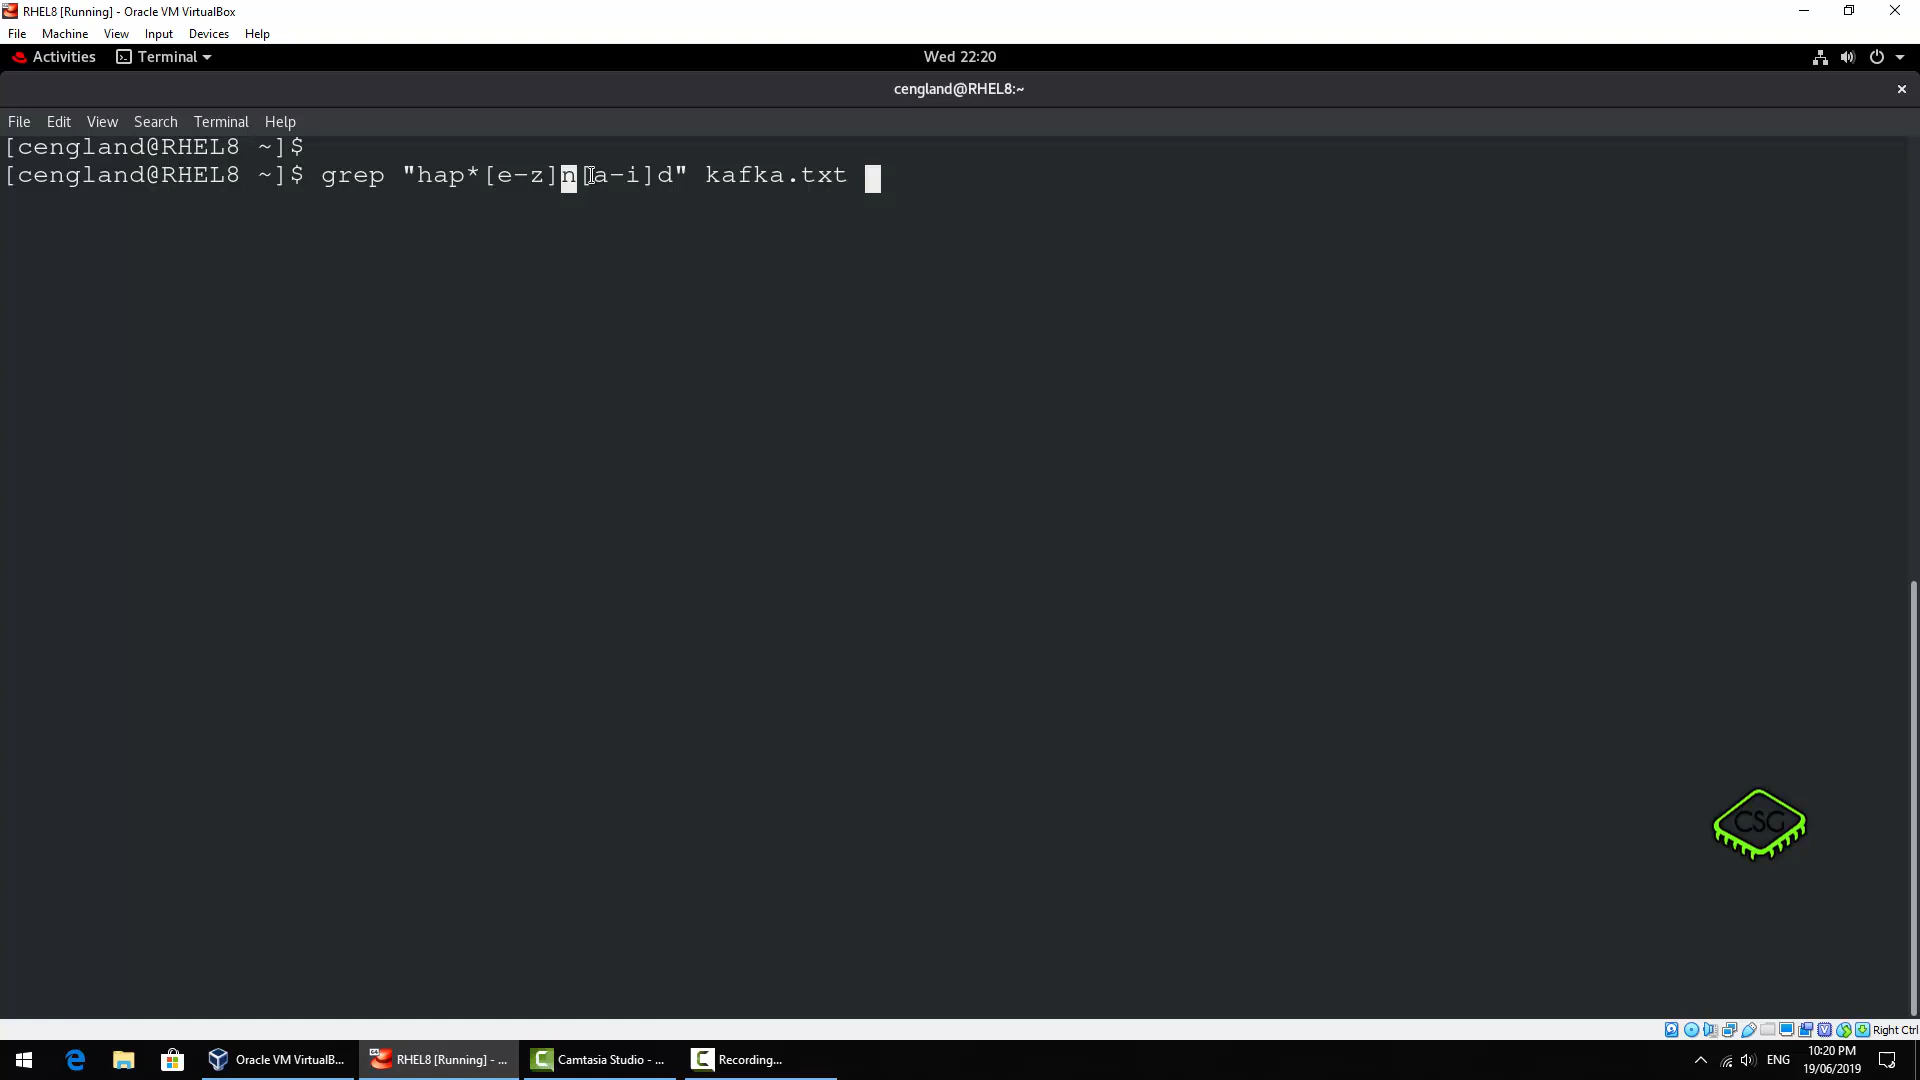 RHEL8 [Running] - Oracle VM VirtualBox
File Machine View Input Devices Help
Activities Terminal Wed 22:20
cengland@RHEL8:~
File Edit View Search Terminal Help
[cengland@RHEL8 ~]$
[cengland@RHEL8 ~]$ grep "hap*[e-z]n[a-i]d" kafka.txt
CSG
Right Ctrl
Oracle VM VirtualB... RHEL8 [Running] - ... Camtasia Studio - ... Recording... ENG 10:20 PM
19/06/2019